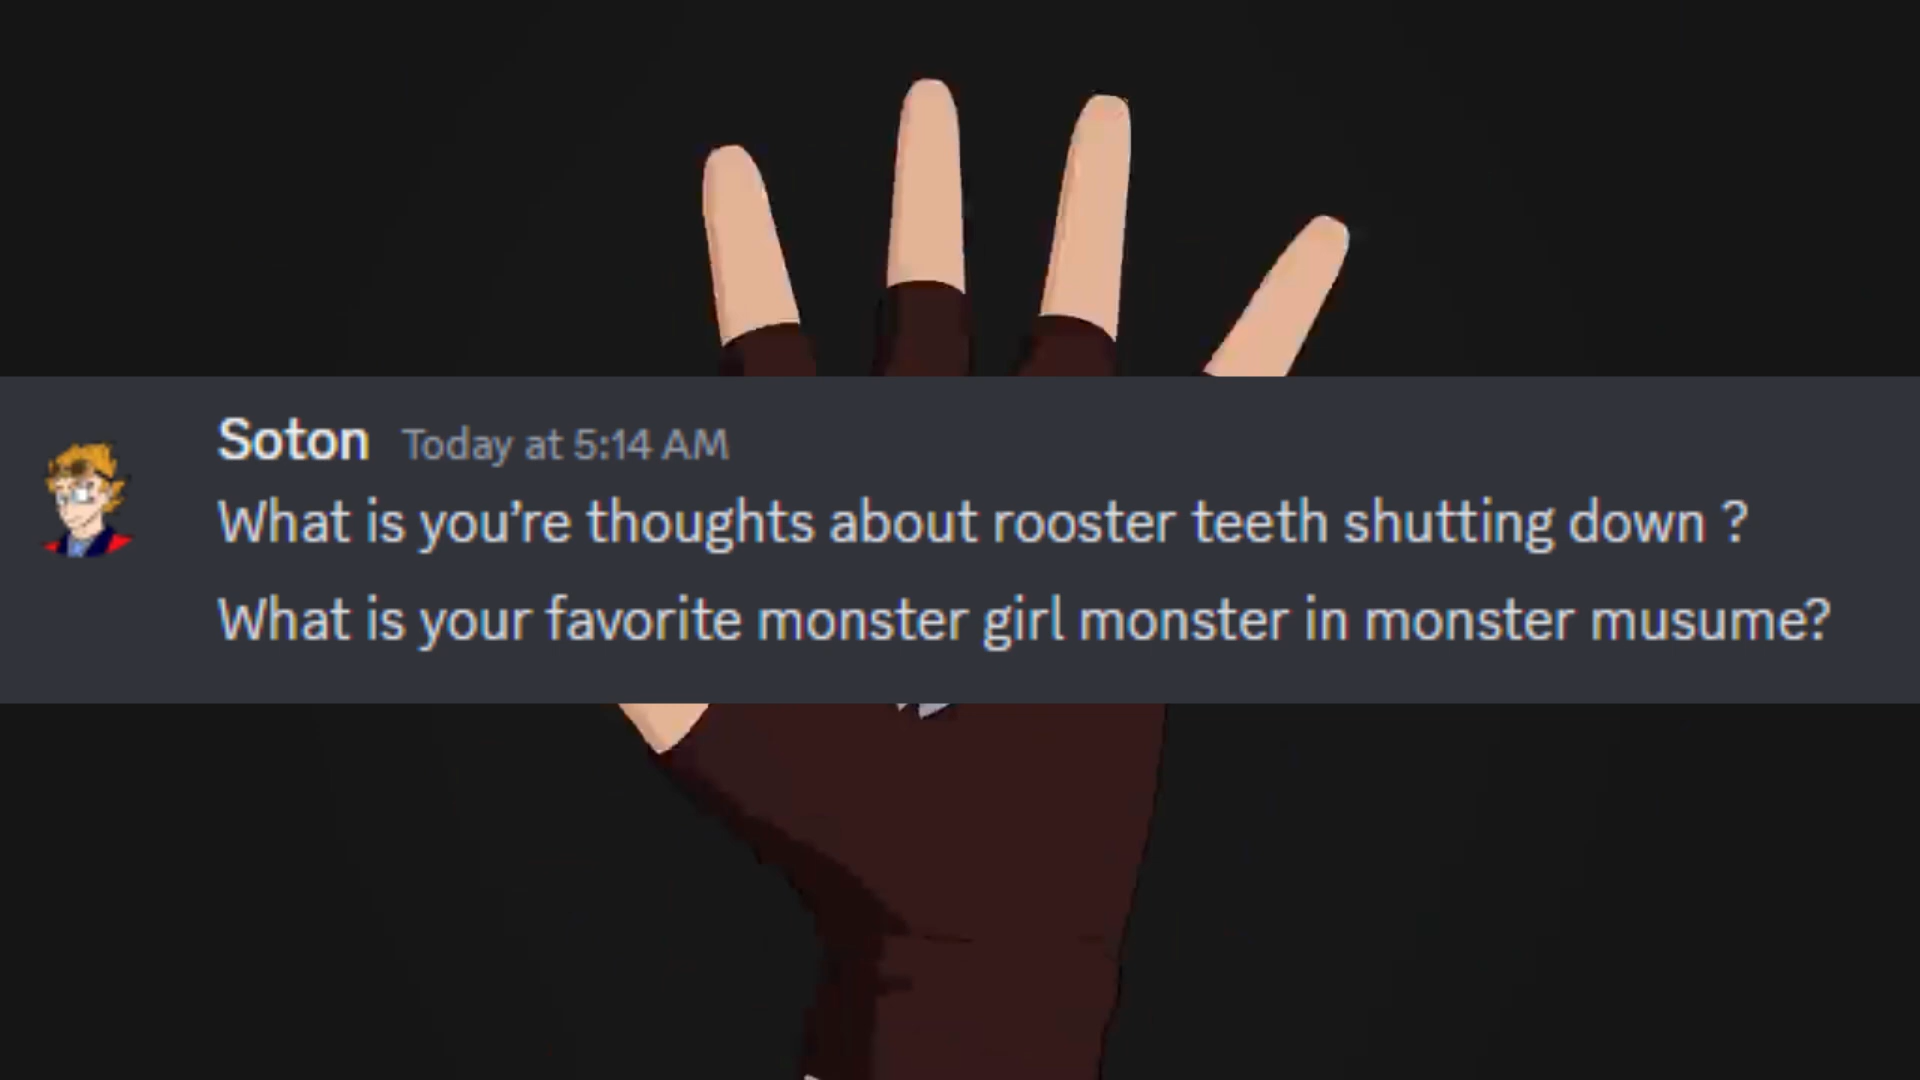 Soton Today at 5:14 AM
What is you're thoughts about rooster teeth shutting down ?
What is your favorite monster girl monster in monster musume?